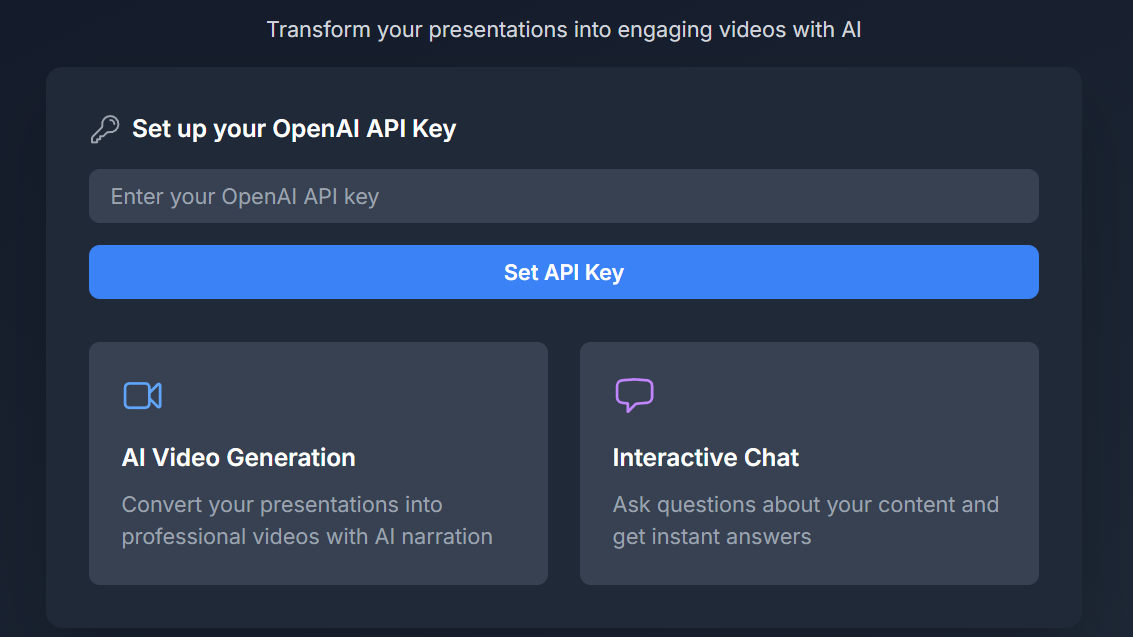 Transform your presentations into engaging videos with AI
Set up your OpenAI API Key
Enter your OpenAI API key
Set API Key
AI Video Generation
Convert your presentations into
professional videos with AI narration
Interactive Chat
Ask questions about your content and
get instant answers